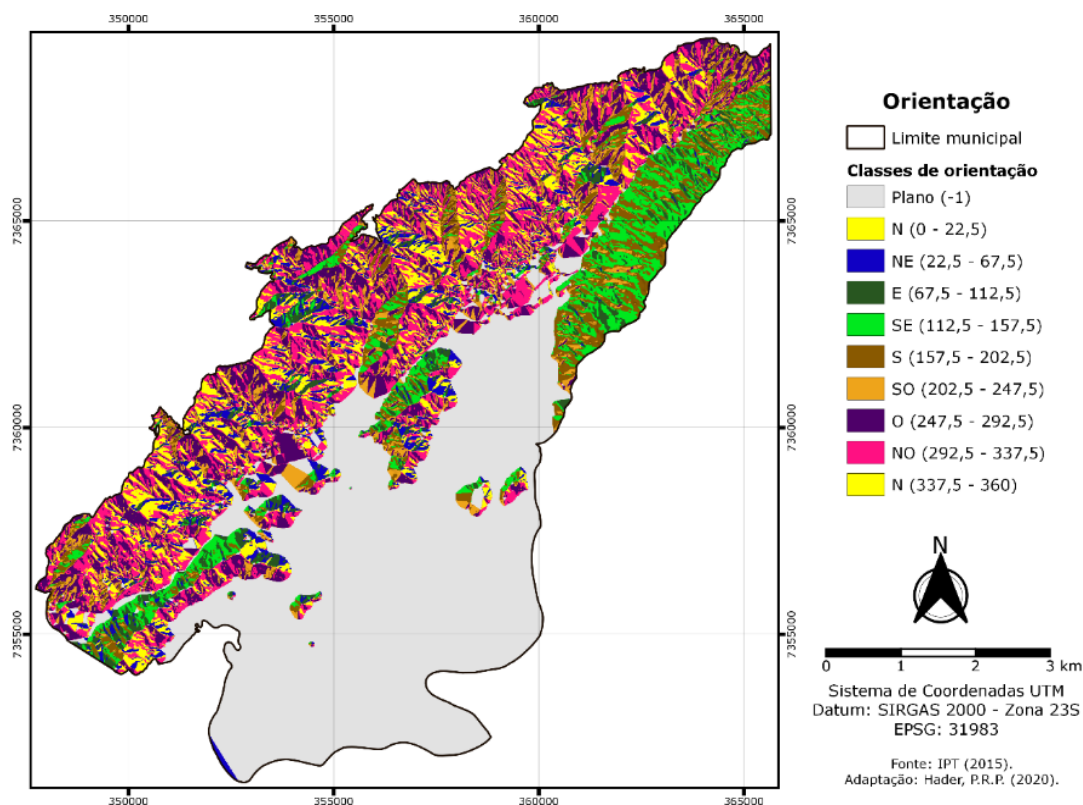 350000 355000 360000 365000
7365000 7365000
7360000 7360000
7355000 7355000
350000 355000 360000 365000
Orientação
Limite municipal
Classes de orientação
Plano (-1)
N (0 - 22,5)
NE (22,5 - 67,5)
E (67,5 - 112,5)
SE (112,5 - 157,5)
S (157,5 - 202,5)
SO (202,5 - 247,5)
O (247,5 - 292,5)
NO (292,5 - 337,5)
N (337,5 - 360)
N
0 1 2 3 km
Sistema de Coordenadas UTM
Datum: SIRGAS 2000 - Zona 23S
EPSG: 31983
Fonte: IPT (2015).
Adaptação: Hader, P.R.P. (2020).